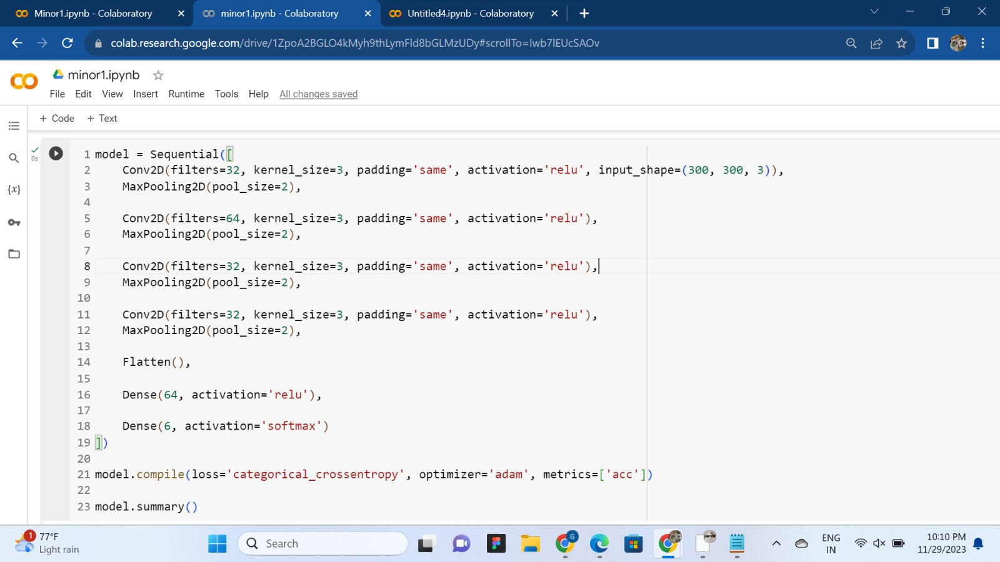 Minor1.ipynb - Colaboratory
minor1.ipynb - Colaboratory
Untitled4.ipynb - Colaboratory
colab.research.google.com/drive/1ZpoA2BGLO4kMyh9thLymFld8bGLMzUDy#scrollTo=Iwb7lEUcSAOv
minor1.ipynb
File Edit View Insert Runtime Tools Help All changes saved
+ Code + Text
0s
1 model = Sequential([
2     Conv2D(filters=32, kernel_size=3, padding='same', activation='relu', input_shape=(300, 300, 3)),
3     MaxPooling2D(pool_size=2),
4
5     Conv2D(filters=64, kernel_size=3, padding='same', activation='relu'),
6     MaxPooling2D(pool_size=2),
7
8     Conv2D(filters=32, kernel_size=3, padding='same', activation='relu'),
9     MaxPooling2D(pool_size=2),
10
11     Conv2D(filters=32, kernel_size=3, padding='same', activation='relu'),
12     MaxPooling2D(pool_size=2),
13
14     Flatten(),
15
16     Dense(64, activation='relu'),
17
18     Dense(6, activation='softmax')
19 ])
20
21 model.compile(loss='categorical_crossentropy', optimizer='adam', metrics=['acc'])
22
23 model.summary()
{x}
1
77°F
Light rain
Search
G
ENG
IN
10:10 PM
11/29/2023